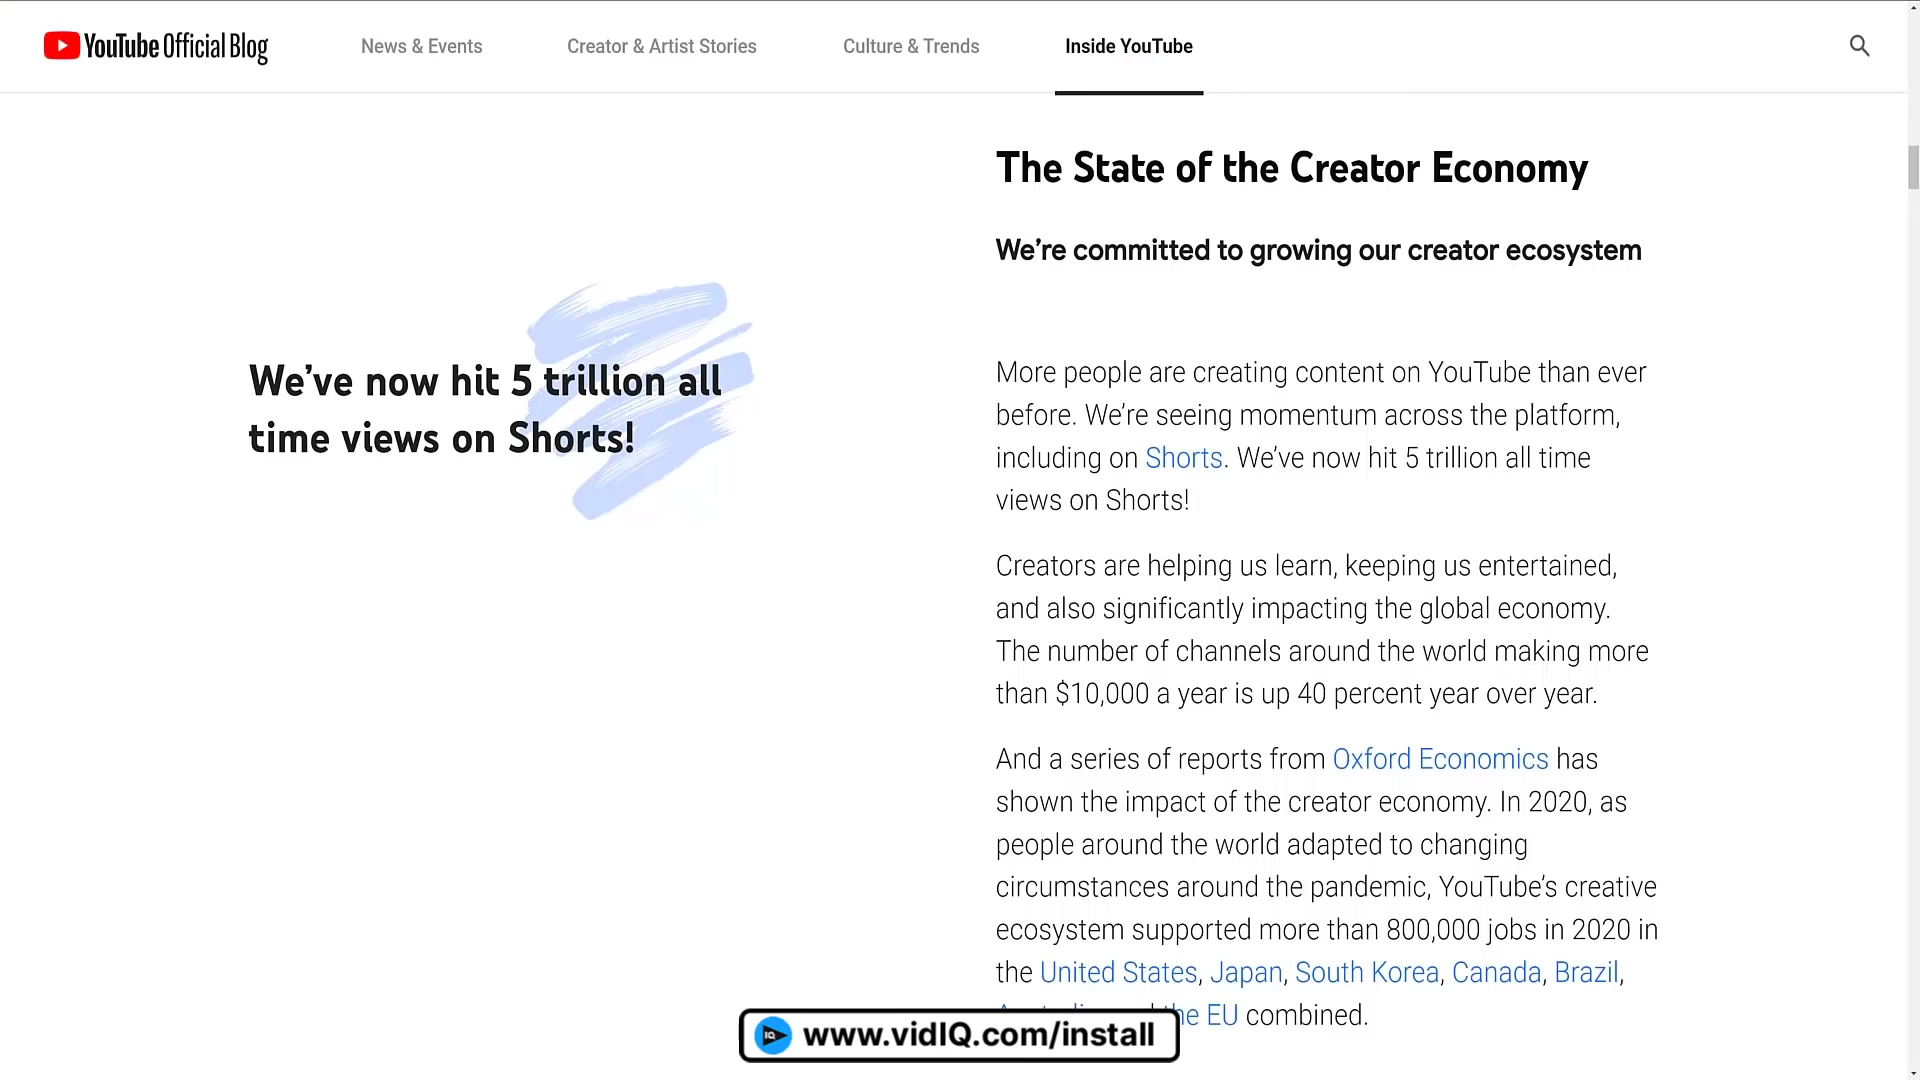 YouTube Official Blog
News & Events
Creator & Artist Stories
Culture & Trends
Inside YouTube
We’ve now hit 5 trillion all
time views on Shorts!
The State of the Creator Economy
We’re committed to growing our creator ecosystem
More people are creating content on YouTube than ever
before. We’re seeing momentum across the platform,
including on Shorts. We’ve now hit 5 trillion all time
views on Shorts!
Creators are helping us learn, keeping us entertained,
and also significantly impacting the global economy.
The number of channels around the world making more
than $10,000 a year is up 40 percent year over year.
And a series of reports from Oxford Economics has
shown the impact of the creator economy. In 2020, as
people around the world adapted to changing
circumstances around the pandemic, YouTube’s creative
ecosystem supported more than 800,000 jobs in 2020 in
the United States, Japan, South Korea, Canada, Brazil,
the EU combined.
IQ www.vidIQ.com/install